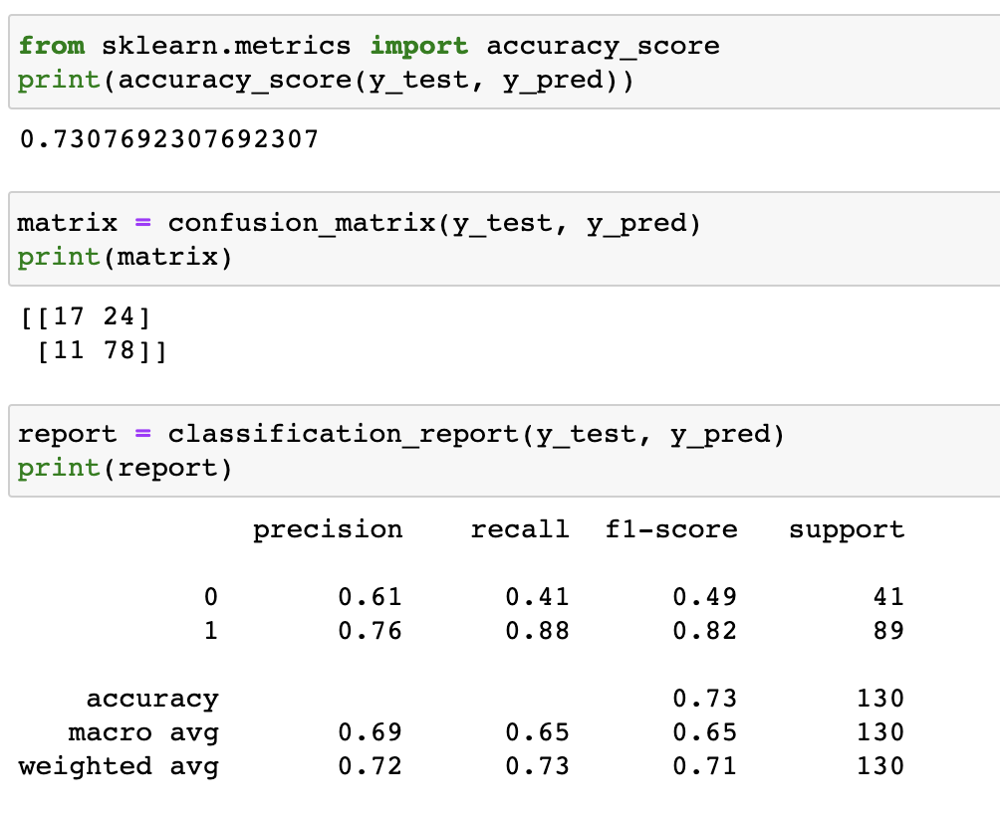 from sklearn.metrics import accuracy_score
print(accuracy_score(y_test, y_pred))
0.7307692307692307
matrix = confusion_matrix(y_test, y_pred)
print(matrix)
[[17 24]
 [11 78]]
report = classification_report(y_test, y_pred)
print(report)
              precision    recall  f1-score   support
           0       0.61      0.41      0.49        41
           1       0.76      0.88      0.82        89
    accuracy                           0.73       130
   macro avg       0.69      0.65      0.65       130
weighted avg       0.72      0.73      0.71       130